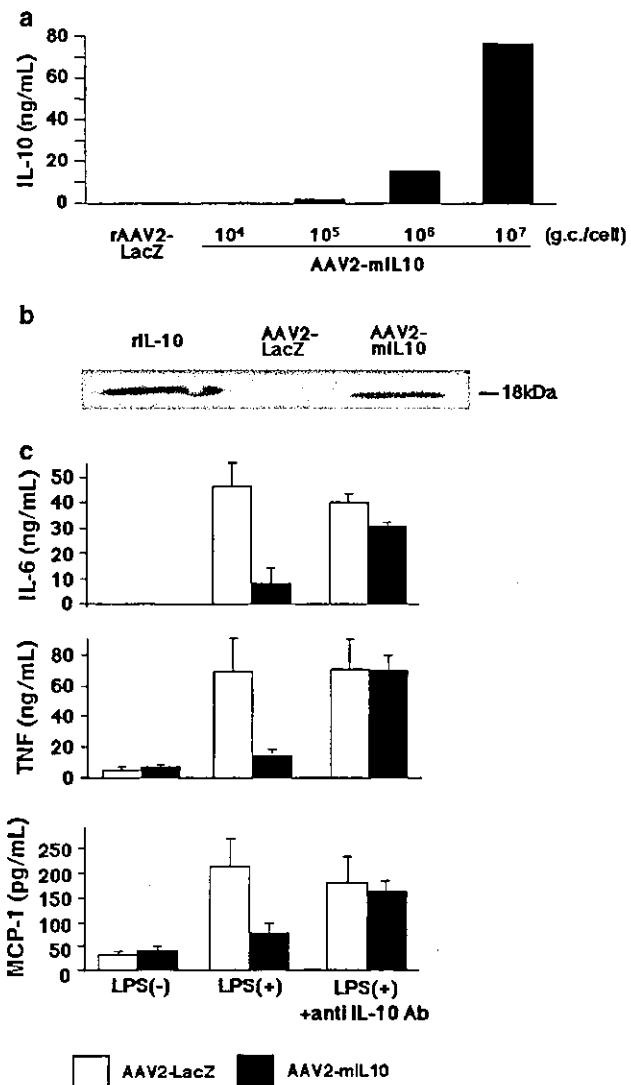 a
IL-10 (ng/mL)
80
60
40
20
0
rAAV2-
LacZ
10⁴ 10⁵ 10⁶ 10⁷ (g.c./cell)
AAV2-mIL10
b
rIL-10 AAV2-
LacZ AAV2-
mIL10
18kDa
c
IL-6 (ng/mL)
50
40
30
20
10
0
TNF (ng/mL)
80
60
40
20
0
MCP-1 (pg/mL)
250
200
150
100
50
0
LPS(-) LPS(+) LPS(+)
+anti IL-10 Ab
AAV2-LacZ AAV2-mIL10